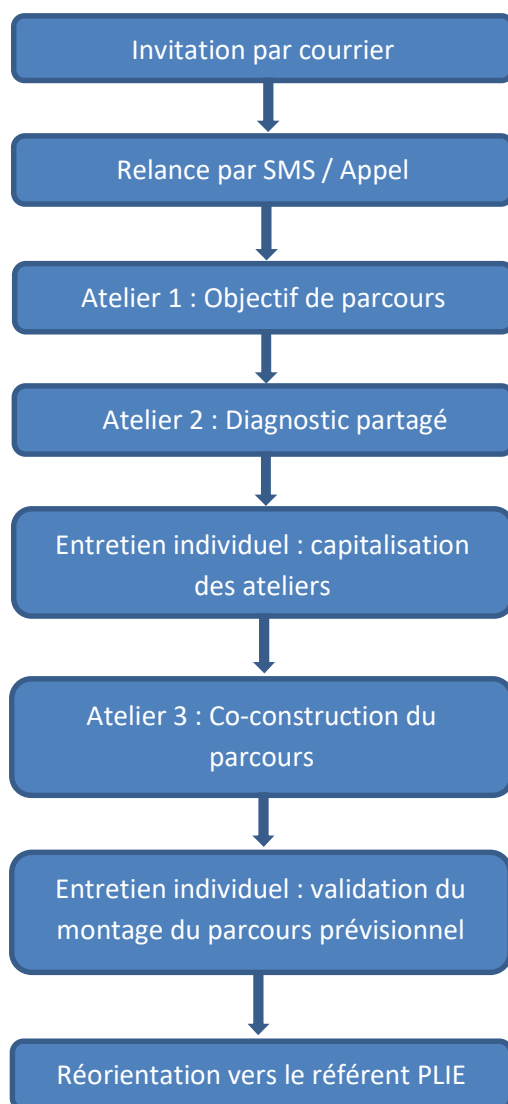 Invitation par courrier
Relance par SMS / Appel
Atelier 1 : Objectif de parcours
Atelier 2 : Diagnostic partagé
Entretien individuel : capitalisation
des ateliers
Atelier 3 : Co-construction du
parcours
Entretien individuel : validation du
montage du parcours prévisionnel
Réorientation vers le référent PLIE